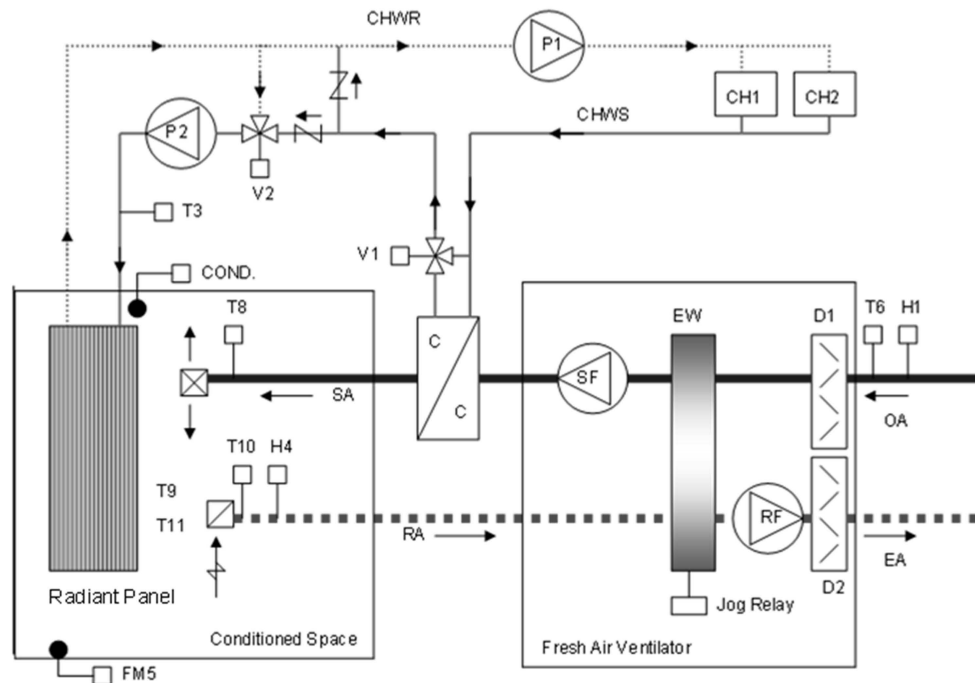 CHWR
P1
CH1
CH2
CHWS
P2
V2
T3
V1
COND.
T8
EW
D1
T6
H1
C
SF
SA
C
OA
T10
H4
T9
T11
RA
RF
EA
D2
Radiant Panel
Jog Relay
Conditioned Space
Fresh Air Ventilator
FM5